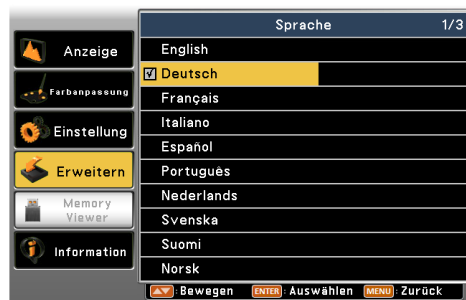 Sprache 1/3
Anzeige
Farbanpassung
Einstellung
Erweitern
Memory
Viewer
Information
English
Deutsch
Français
Italiano
Español
Português
Nederlands
Svenska
Suomi
Norsk
:Bewegen ENTER :Auswählen MENU :Zurück